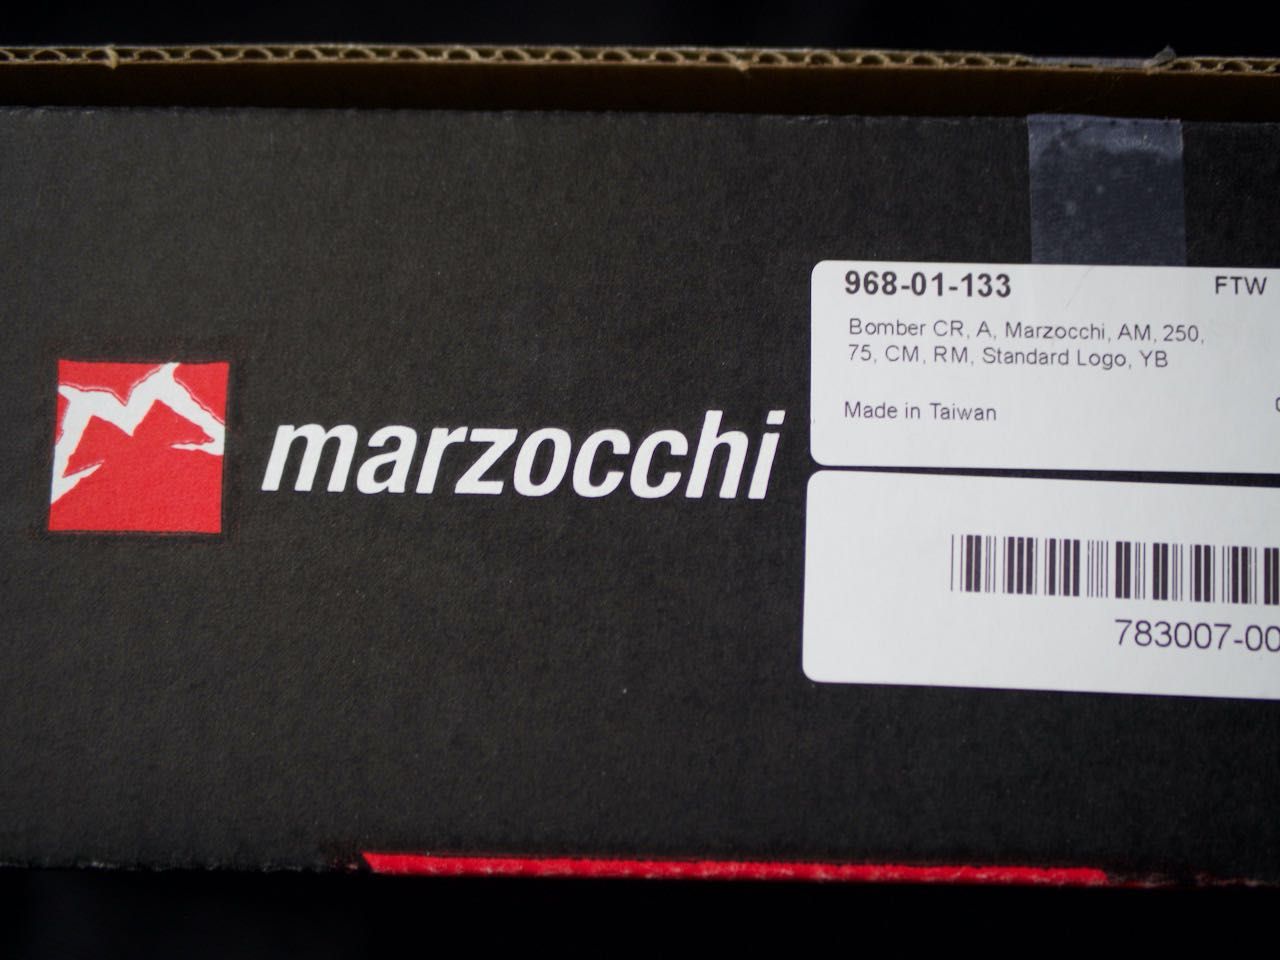 marzocchi
968-01-133 FTW
Bomber CR, A, Marzocchi, AM, 250,
75, CM, RM, Standard Logo, YB
Made in Taiwan
783007-00